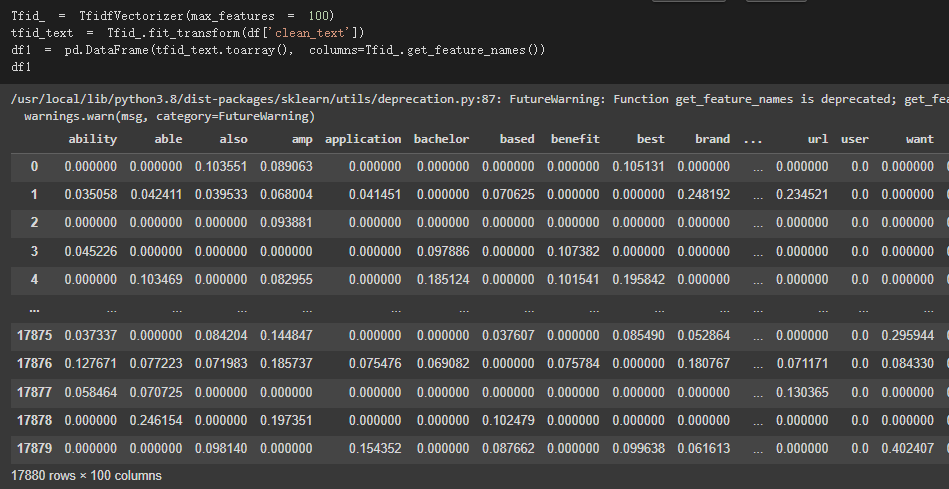 Tfid_ = TfidfVectorizer(max_features = 100)
tfid_text = Tfid_.fit_transform(df['clean_text'])
df1 = pd.DataFrame(tfid_text.toarray(), columns=Tfid_.get_feature_names())
df1
/usr/local/lib/python3.8/dist-packages/sklearn/utils/deprecation.py:87: FutureWarning: Function get_feature_names is deprecated; get_fea
warnings.warn(msg, category=FutureWarning)
ability able also amp application bachelor based benefit best brand ... url user want
0 0.000000 0.000000 0.103551 0.089063 0.000000 0.000000 0.000000 0.000000 0.105131 0.000000 ... 0.000000 0.0 0.000000
1 0.035058 0.042411 0.039533 0.068004 0.041451 0.000000 0.070625 0.000000 0.000000 0.248192 ... 0.234521 0.0 0.000000
2 0.000000 0.000000 0.000000 0.093881 0.000000 0.000000 0.000000 0.000000 0.000000 0.000000 ... 0.000000 0.0 0.000000
3 0.045226 0.000000 0.000000 0.000000 0.000000 0.097886 0.000000 0.107382 0.000000 0.000000 ... 0.000000 0.0 0.000000
4 0.000000 0.103469 0.000000 0.082955 0.000000 0.185124 0.000000 0.101541 0.195842 0.000000 ... 0.000000 0.0 0.000000
... ... ... ... ... ... ... ... ... ... ... ... ... ... ...
17875 0.037337 0.000000 0.084204 0.144847 0.000000 0.000000 0.037607 0.000000 0.085490 0.052864 ... 0.000000 0.0 0.295944
17876 0.127671 0.077223 0.071983 0.185737 0.075476 0.069082 0.000000 0.075784 0.000000 0.180767 ... 0.071171 0.0 0.084330
17877 0.058464 0.070725 0.000000 0.000000 0.000000 0.000000 0.000000 0.000000 0.000000 0.000000 ... 0.130365 0.0 0.000000
17878 0.000000 0.246154 0.000000 0.197351 0.000000 0.000000 0.102479 0.000000 0.000000 0.000000 ... 0.000000 0.0 0.000000
17879 0.000000 0.000000 0.098140 0.000000 0.154352 0.000000 0.087662 0.000000 0.099638 0.061613 ... 0.000000 0.0 0.402407
17880 rows × 100 columns